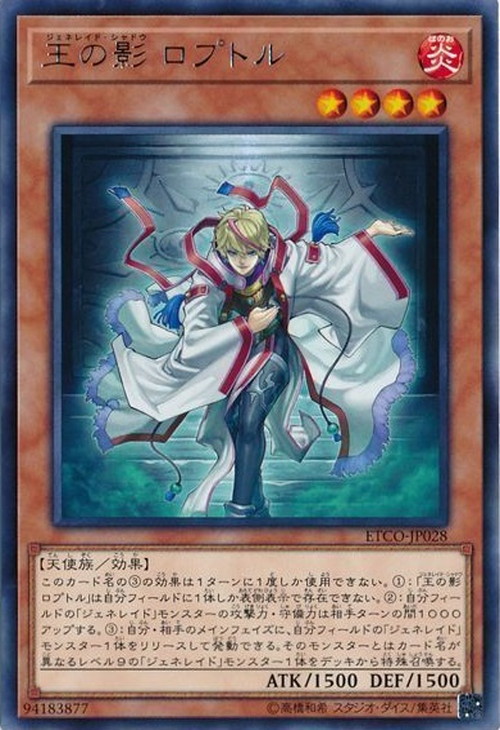 ジェネレイド・シャドウ
王の影 ロプトル
ほのお
炎
ETCO-JP028
【天使族／効果】
このカード名の③の効果は１ターンに１度しか使用できない。①：「王の影
ロプトル」は自分フィールドに１体しか表側表示で存在できない。②：自分フィ
ールドの「ジェネレイド」モンスターの攻撃力・守備力は相手ターンの間１０００
アップする。③：自分・相手のメインフェイズに、自分フィールドの「ジェネレイド」
モンスター１体をリリースして発動できる。そのモンスターとはカード名が
異なるレベル９の「ジェネレイド」モンスター１体をデッキから特殊召喚する。
ATK/1500 DEF/1500
94183877
©高橋和希 スタジオ・ダイス/集英社